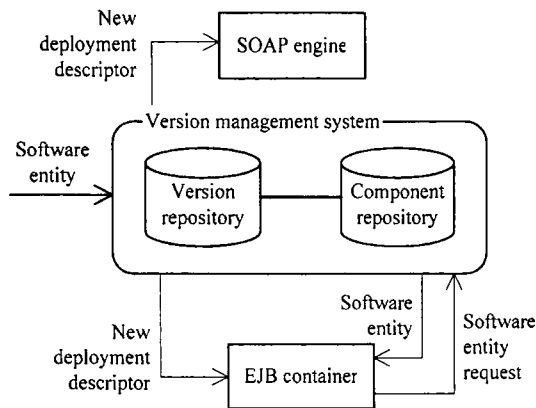 New
deployment
descriptor
SOAP engine
Version management system
Software
entity
Version
repository
Component
repository
New
deployment
descriptor
Software
entity
Software
entity
request
EJB container